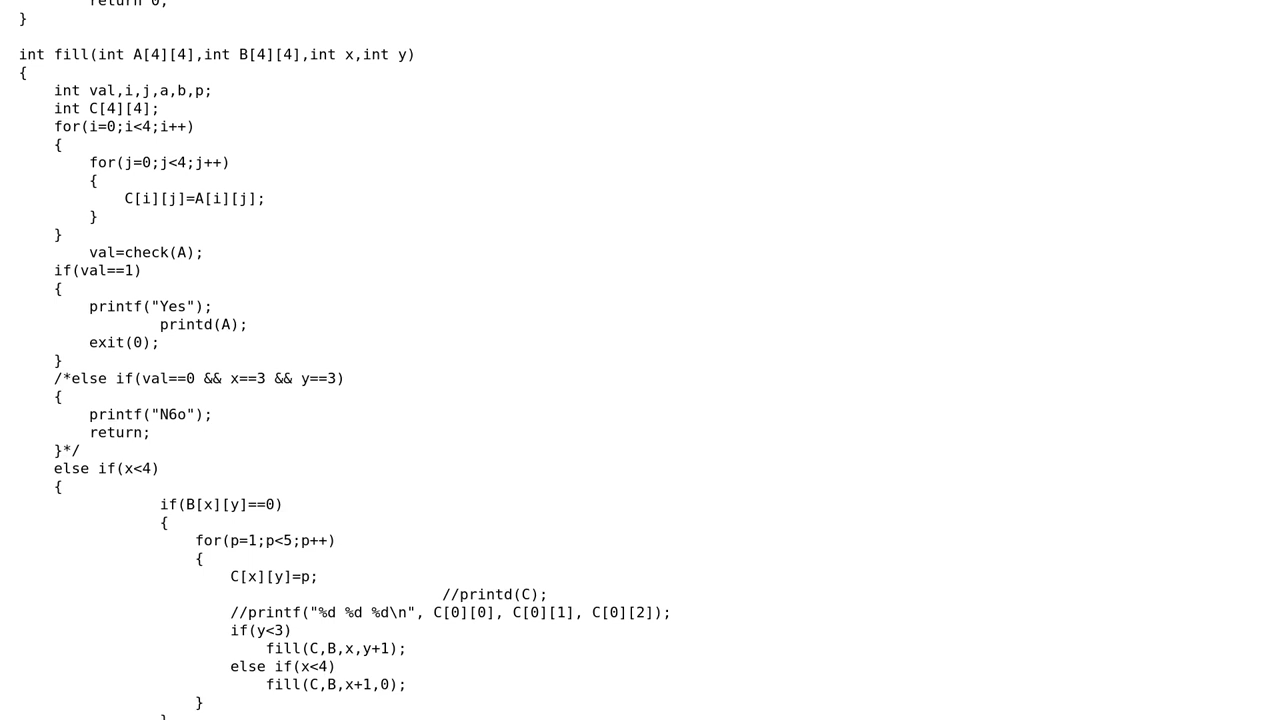 return 0;
}
int fill(int A[4][4],int B[4][4],int x,int y)
{
    int val,i,j,a,b,p;
    int C[4][4];
    for(i=0;i<4;i++)
    {
        for(j=0;j<4;j++)
        {
            C[i][j]=A[i][j];
        }
    }
        val=check(A);
    if(val==1)
    {
        printf("Yes");
                printd(A);
        exit(0);
    }
    /*else if(val==0 && x==3 && y==3)
    {
        printf("N6o");
        return;
    }*/
    else if(x<4)
    {
                if(B[x][y]==0)
                {
                    for(p=1;p<5;p++)
                    {
                        C[x][y]=p;
                                                //printd(C);
                        //printf("%d %d %d\n", C[0][0], C[0][1], C[0][2]);
                        if(y<3)
                            fill(C,B,x,y+1);
                        else if(x<4)
                            fill(C,B,x+1,0);
                    }
                }